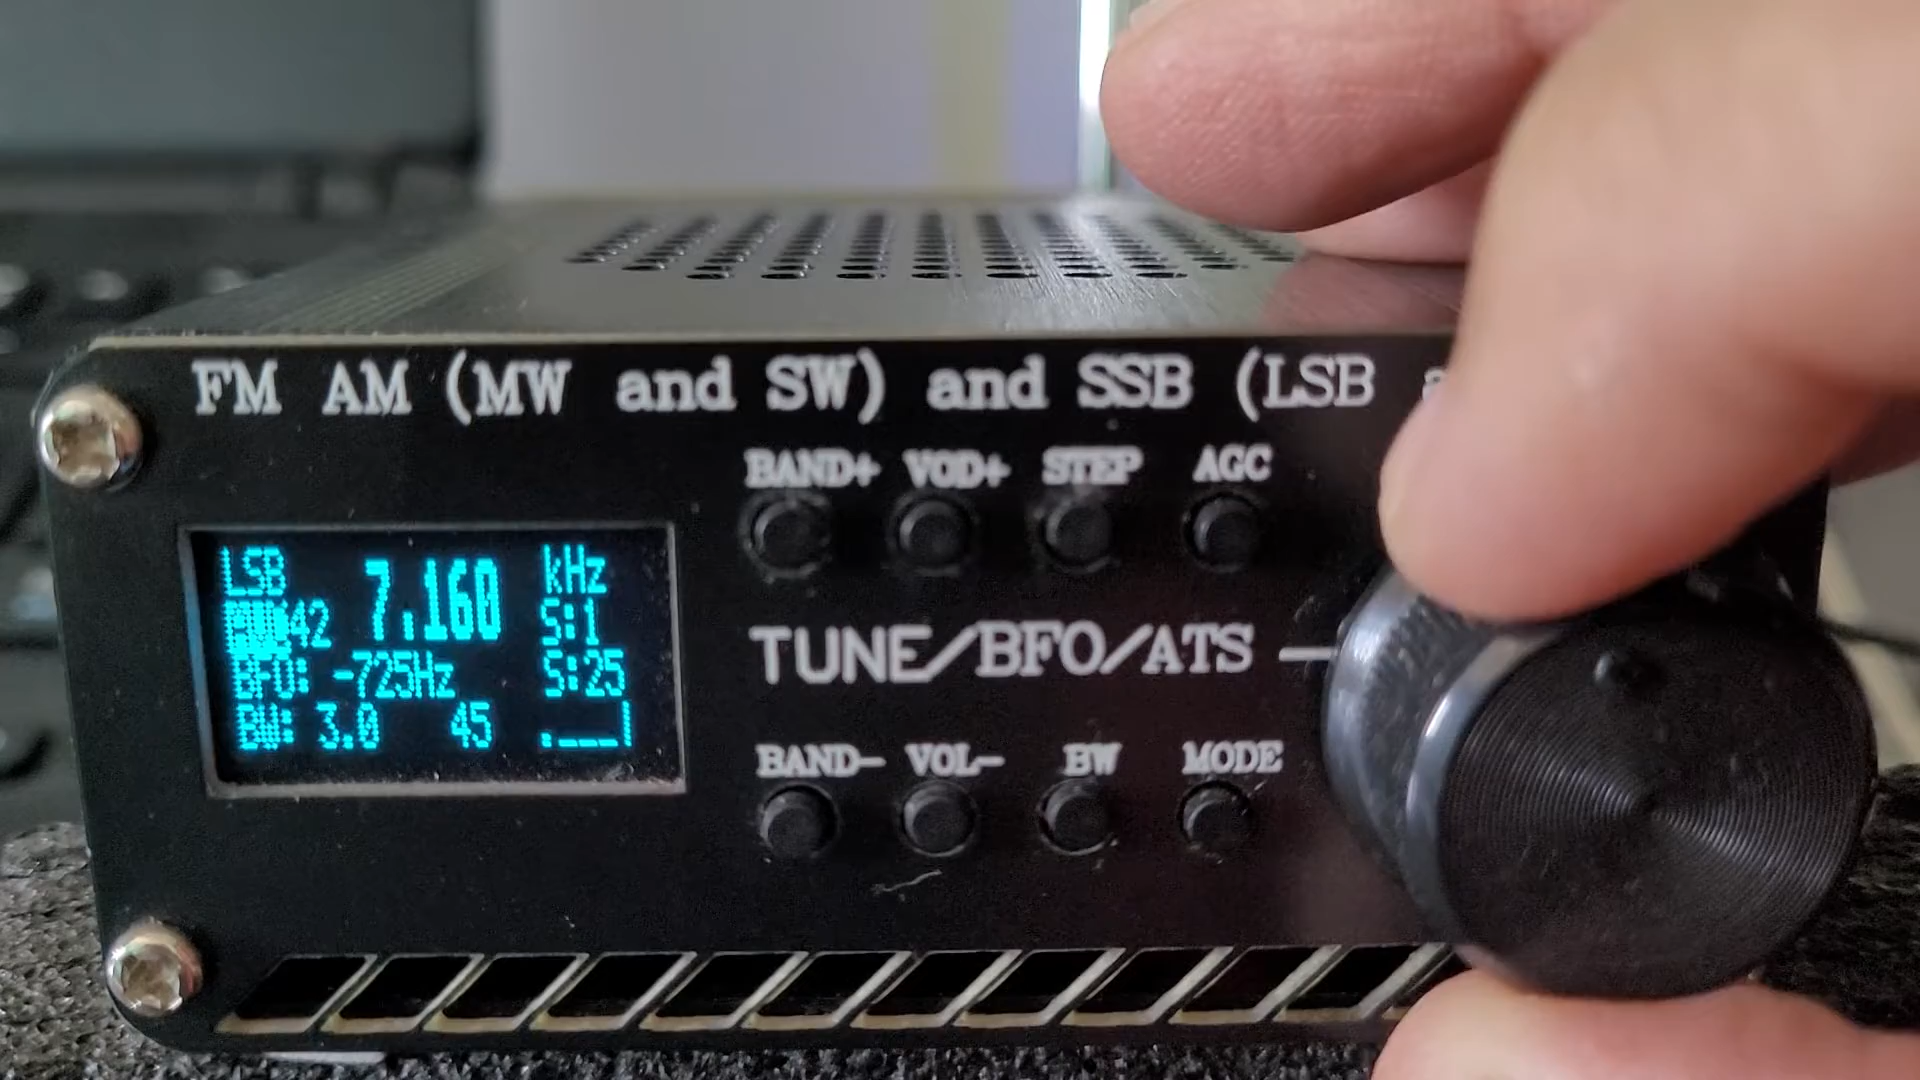 FM AM (MW and SW) and SSB (LSB
BAND+ VOD+ STEP AGC
LSB 7.160 kHz
42 S:1
BFO: -725Hz S:25
BW: 3.0 45
TUNE/BFO/ATS
BAND- VOL- BW MODE